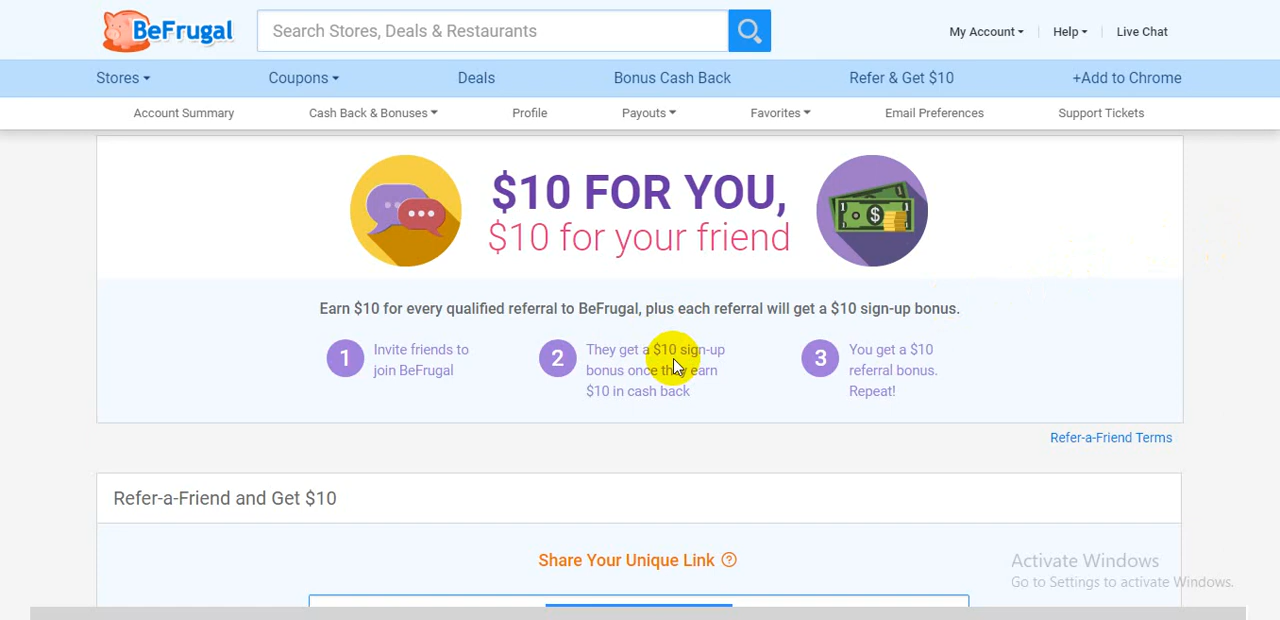 BeFrugal
Search Stores, Deals & Restaurants
My Account
Help
Live Chat
Stores
Coupons
Deals
Bonus Cash Back
Refer & Get $10
+Add to Chrome
Account Summary
Cash Back & Bonuses
Profile
Payouts
Favorites
Email Preferences
Support Tickets
$10 FOR YOU,
$10 for your friend
Earn $10 for every qualified referral to BeFrugal, plus each referral will get a $10 sign-up bonus.
1
Invite friends to
join BeFrugal
2
They get a $10 sign-up
bonus once they earn
$10 in cash back
3
You get a $10
referral bonus.
Repeat!
Refer-a-Friend Terms
Refer-a-Friend and Get $10
Share Your Unique Link ?
Activate Windows
Go to Settings to activate Windows.